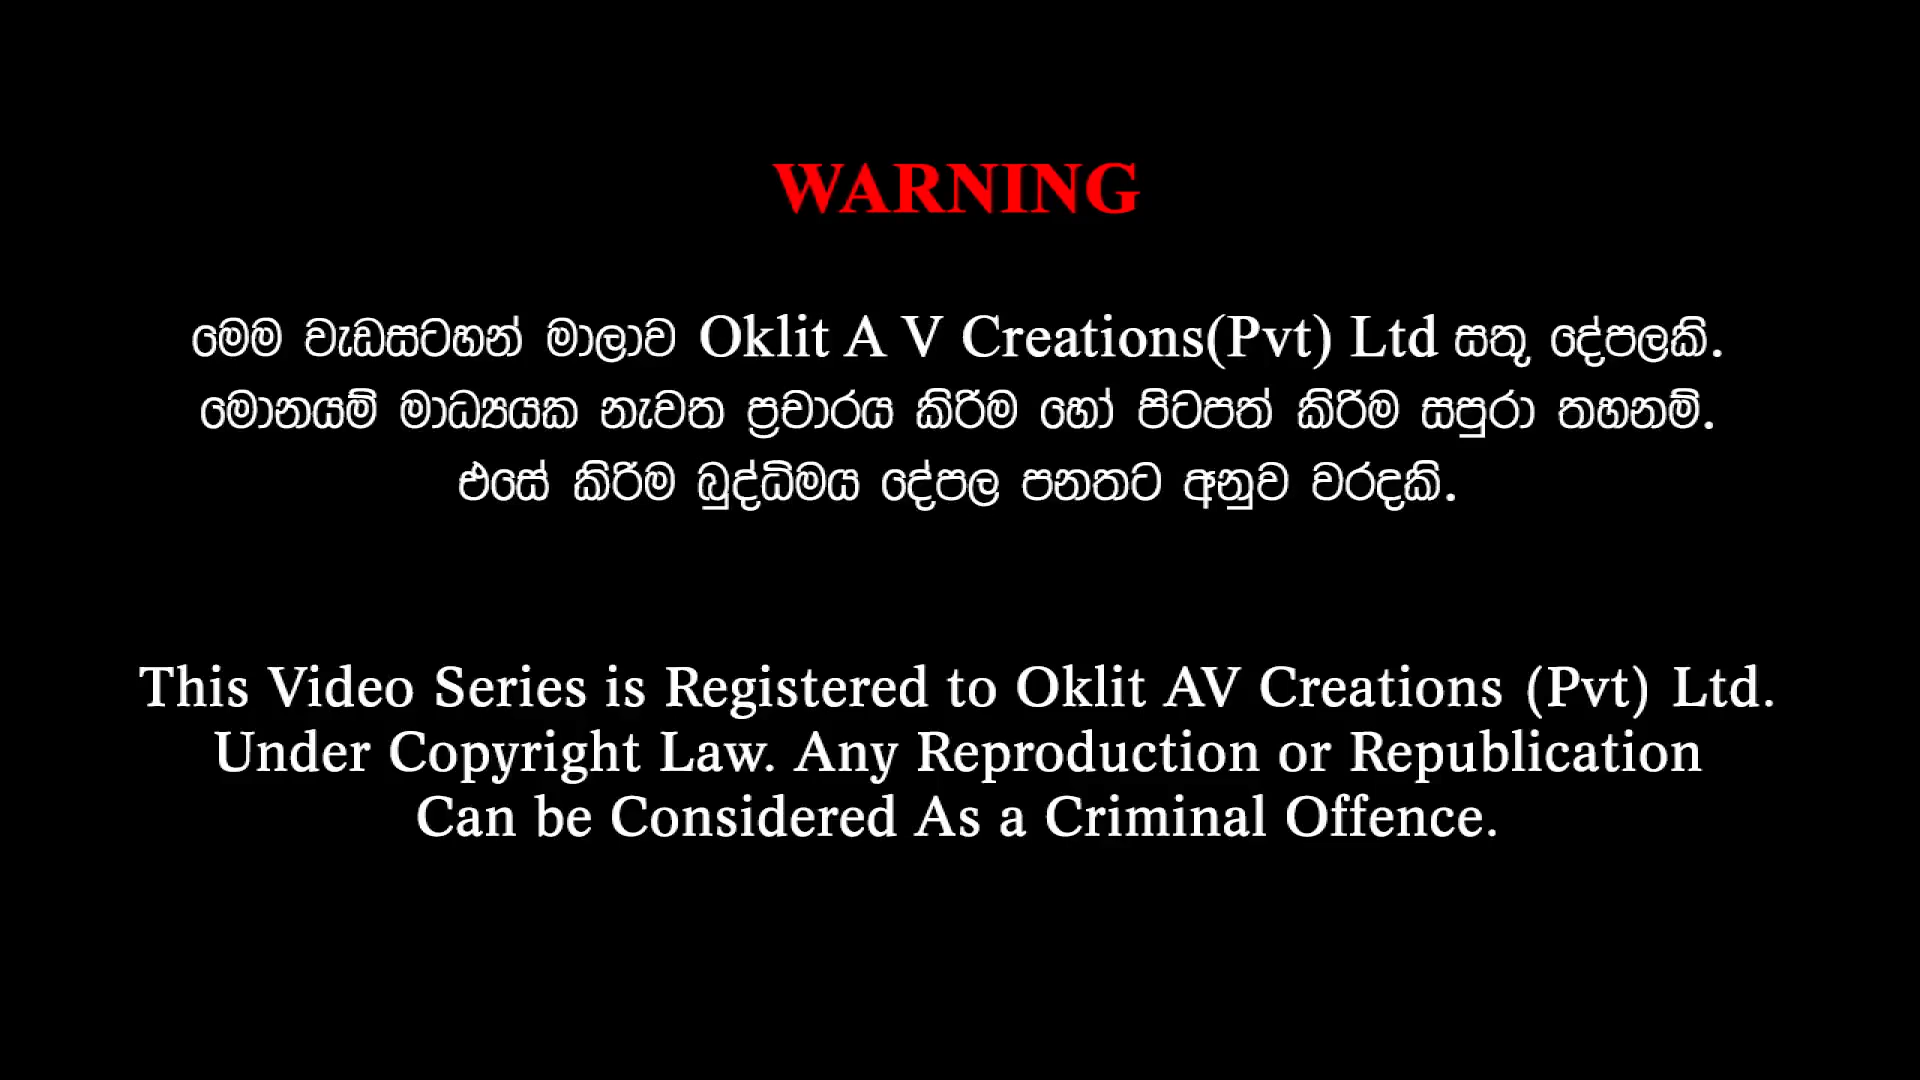 WARNING
මෙම වැඩසටහන් මාලාව Oklit A V Creations(Pvt) Ltd සතු දේපලකි.
මොනයම් මාධ්‍යයක නැවත ප්‍රචාරය කිරිම හෝ පිටපත් කිරිම සපුරා තහනම්.
එසේ කිරිම බුද්ධිමය දේපල පනතට අනුව වරදකි.
This Video Series is Registered to Oklit AV Creations (Pvt) Ltd.
Under Copyright Law. Any Reproduction or Republication
Can be Considered As a Criminal Offence.